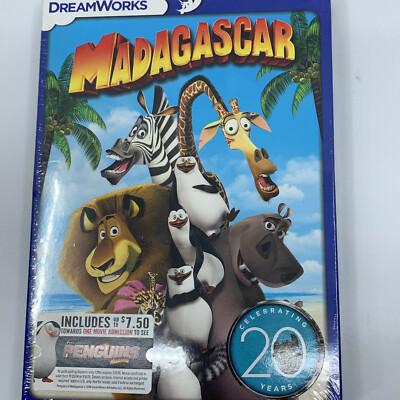 DREAMWORKS
MADAGASCAR
INCLUDES UP TO $7.50
TOWARDS ONE MOVIE ADMISSION TO SEE
PENGUINS
CELEBRATING
20
YEARS